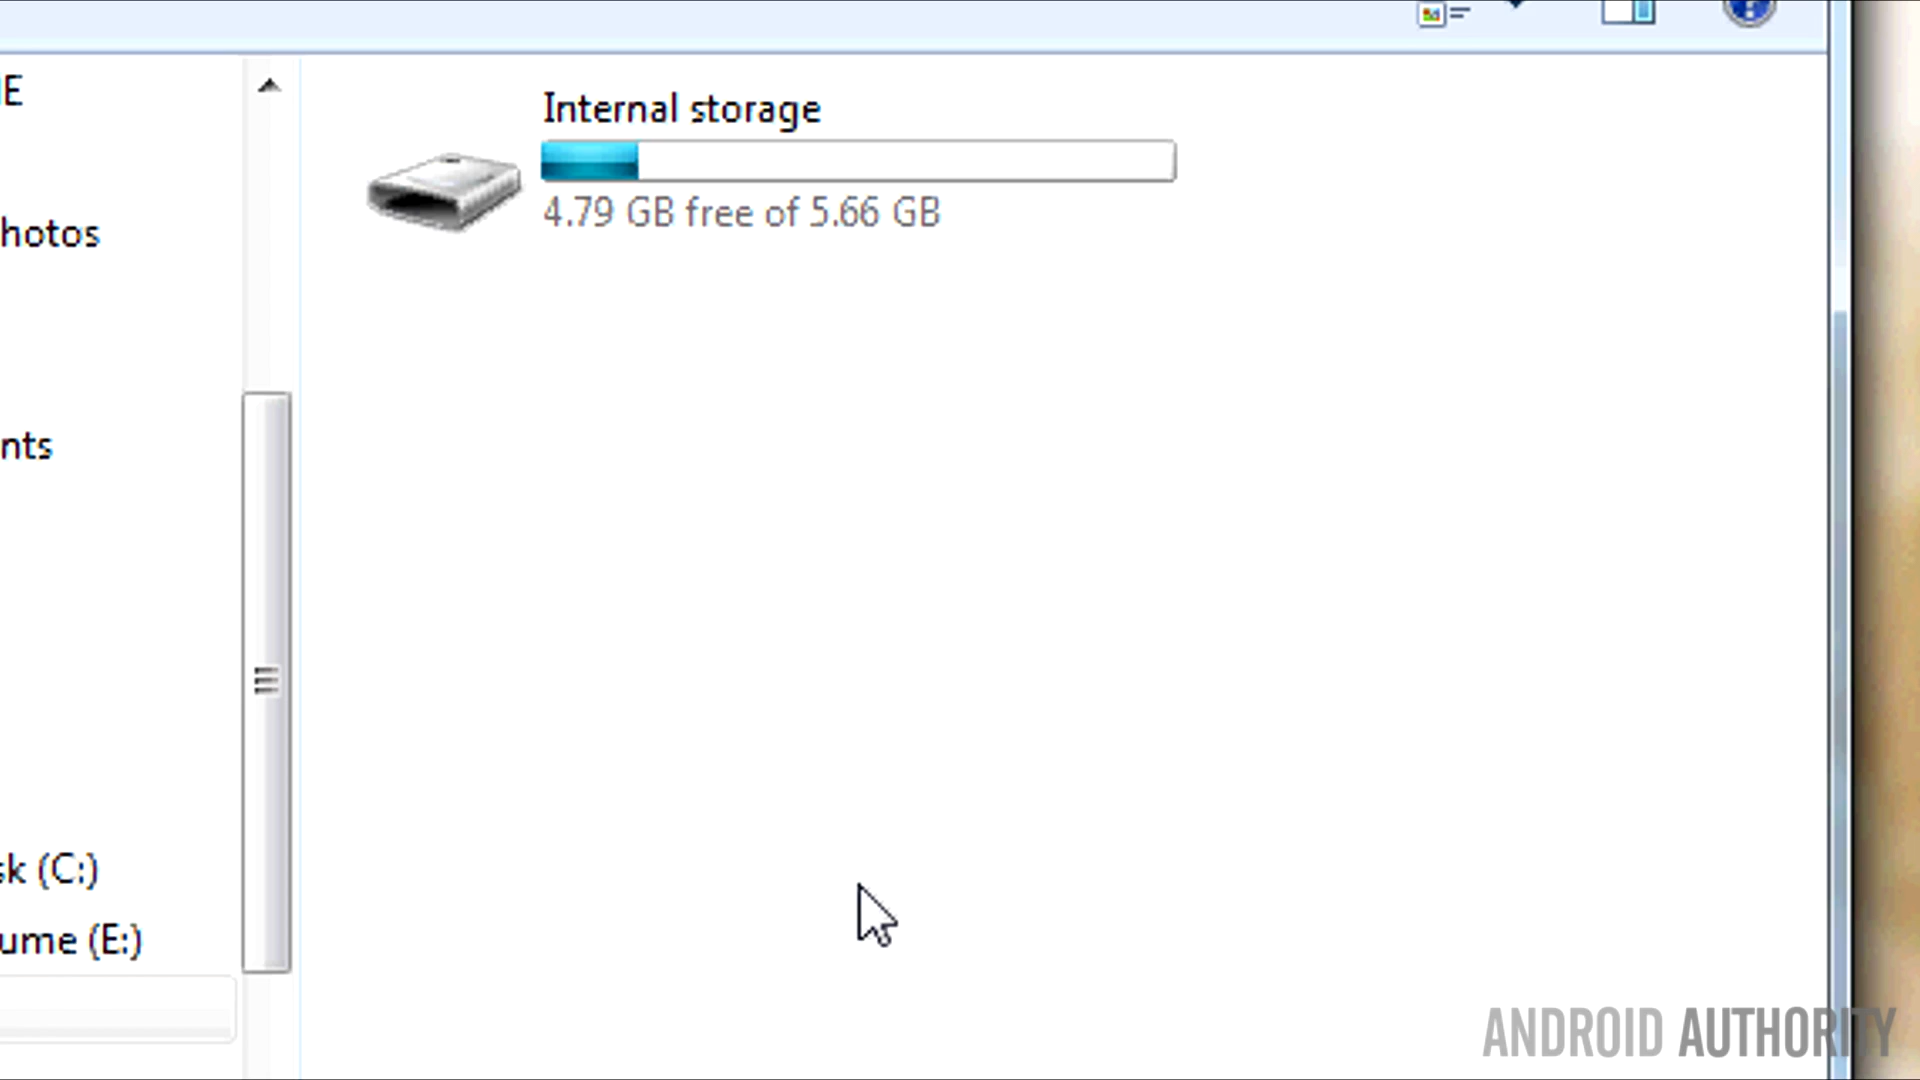 Internal storage
4.79 GB free of 5.66 GB
E
hotos
nts
sk (C:)
ume (E:)
ANDROID AUTHORITY